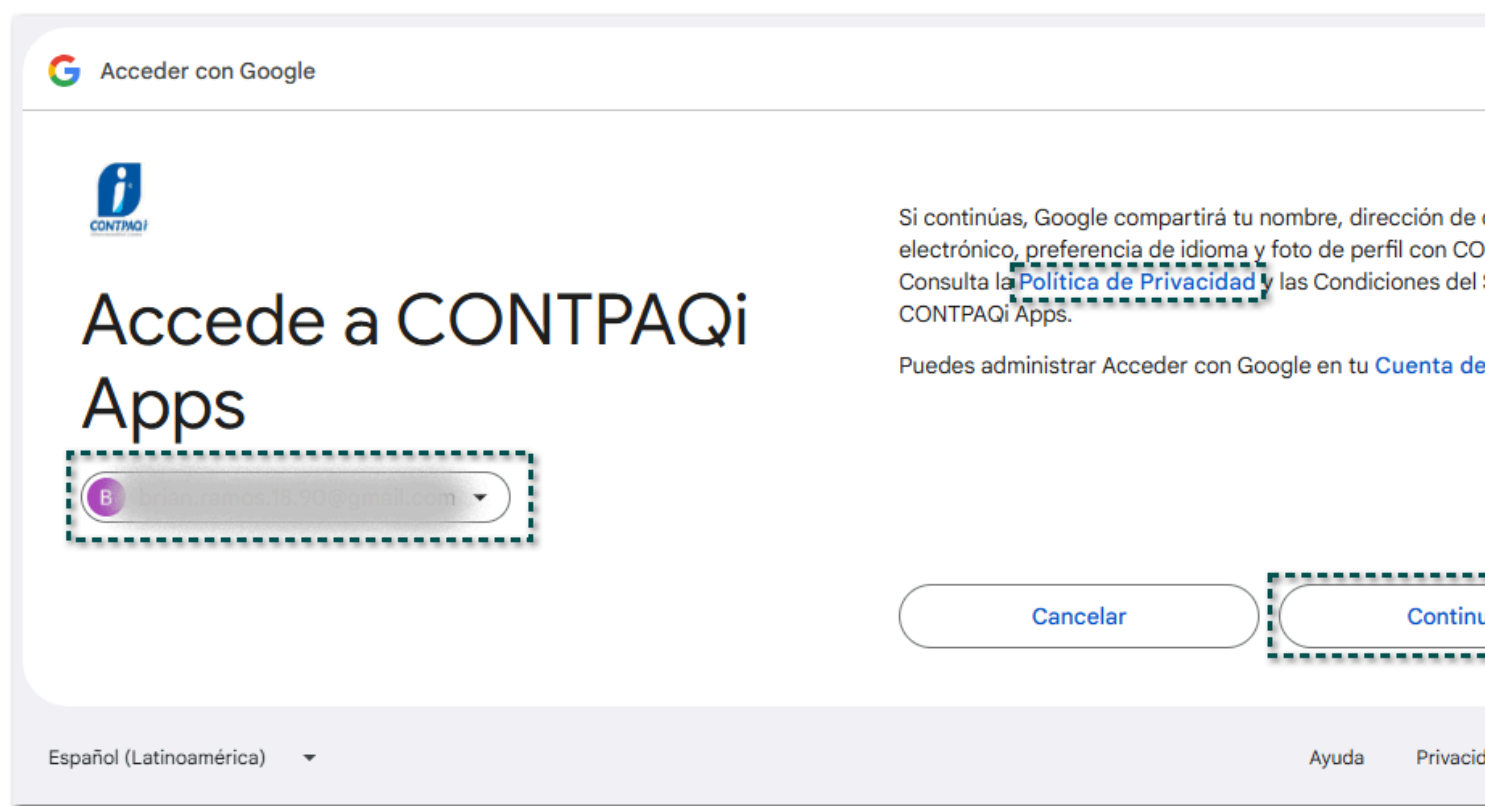 Acceder con Google
CONTPAQi
Accede a CONTPAQi
Apps
B
Si continúas, Google compartirá tu nombre, dirección de
electrónico, preferencia de idioma y foto de perfil con CO
Consulta la Política de Privacidad y las Condiciones del
CONTPAQi Apps.
Puedes administrar Acceder con Google en tu Cuenta de
Cancelar Continu
Español (Latinoamérica) Ayuda Privacid